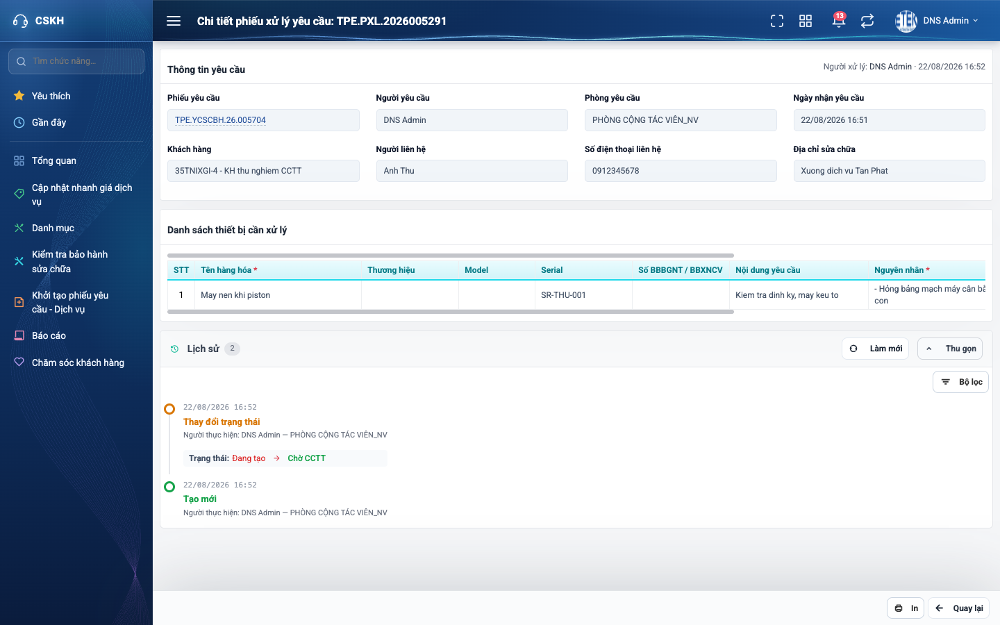 CSKH
Chi tiết phiếu xử lý yêu cầu: TPE.PXL.2026005291
13
DNS Admin
Tìm chức năng...
Yêu thích
Gần đây
Tổng quan
Cập nhật nhanh giá dịch
vụ
Danh mục
Kiểm tra bảo hành
sửa chữa
Khởi tạo phiếu yêu
cầu - Dịch vụ
Báo cáo
Chăm sóc khách hàng
Thông tin yêu cầu
Người xử lý: DNS Admin · 22/08/2026 16:52
Phiếu yêu cầu
Người yêu cầu
Phòng yêu cầu
Ngày nhận yêu cầu
TPE.YCSCBH.26.005704
DNS Admin
PHÒNG CỘNG TÁC VIÊN_NV
22/08/2026 16:51
Khách hàng
Người liên hệ
Số điện thoại liên hệ
Địa chỉ sửa chữa
35TNIXGI-4 - KH thu nghiem CCTT
Anh Thu
0912345678
Xuong dich vu Tan Phat
Danh sách thiết bị cần xử lý
STT Tên hàng hóa * Thương hiệu Model Serial Số BBBGNT / BBXNCV Nội dung yêu cầu Nguyên nhân *
1 May nen khi piston SR-THU-001 Kiem tra dinh ky, may keu to - Hỏng bảng mạch máy cân
con
Lịch sử 2
Làm mới
Thu gọn
Bộ lọc
22/08/2026 16:52
Thay đổi trạng thái
Người thực hiện: DNS Admin — PHÒNG CỘNG TÁC VIÊN_NV
Trạng thái: Đang tạo → Chờ CCTT
22/08/2026 16:52
Tạo mới
Người thực hiện: DNS Admin — PHÒNG CỘNG TÁC VIÊN_NV
In
Quay lại